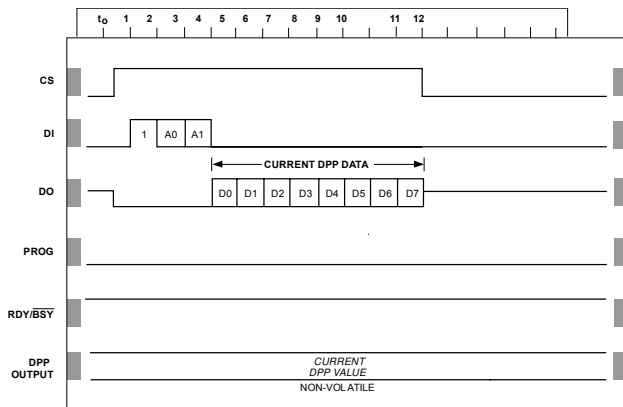 to 1 2 3 4 5 6 7 8 9 10 11 12
CS
DI
1 A0 A1
CURRENT DPP DATA
DO
D0 D1 D2 D3 D4 D5 D6 D7
PROG
RDY/BSY
DPP
OUTPUT
CURRENT
DPP VALUE
NON-VOLATILE